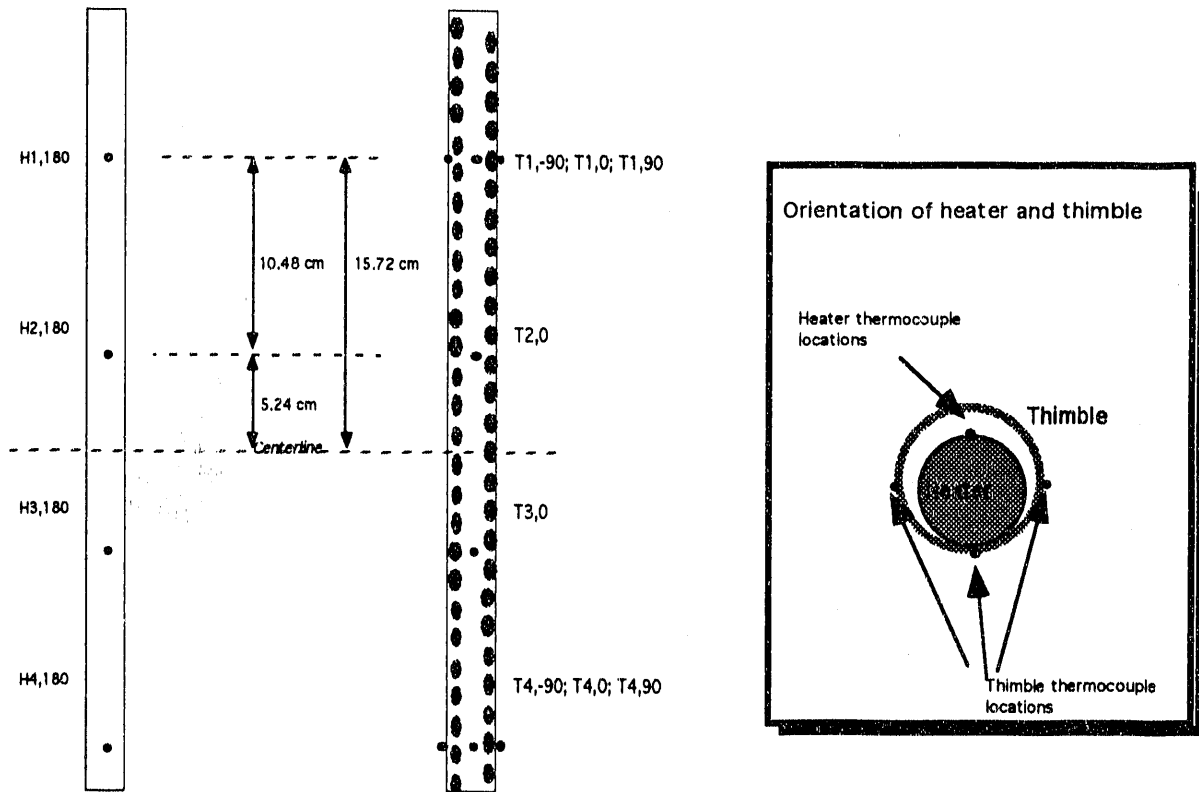 H1,180
T1,-90; T1,0; T1,90
10.48 cm
15.72 cm
H2,180
T2,0
5.24 cm
Centerline
H3,180
T3,0
H4,180
T4,-90; T4,0; T4,90
Orientation of heater and thimble
Heater thermocouple
locations
Thimble
Heater
Thimble thermocouple
locations